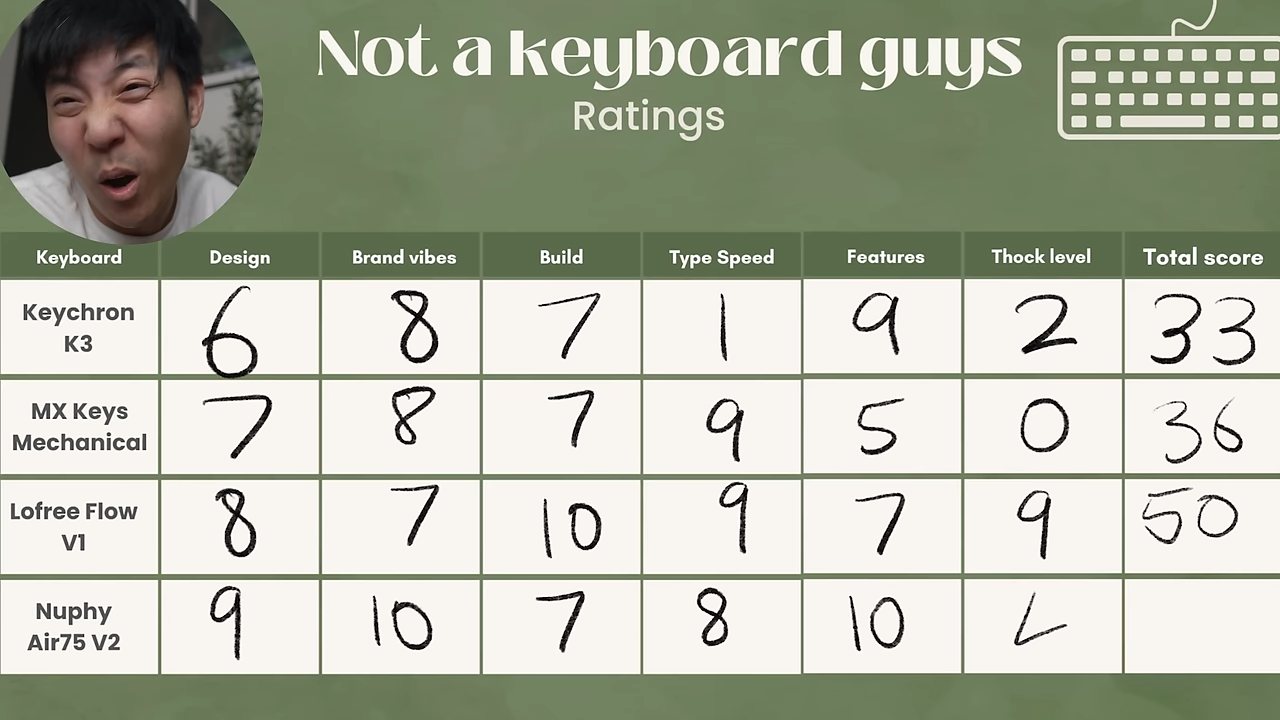 Not a keyboard guys
Ratings
Keyboard Design Brand vibes Build Type Speed Features Thock level Total score
Keychron K3 6 8 7 1 9 2 33
MX Keys Mechanical 7 8 7 9 5 0 36
Lofree Flow V1 8 7 10 9 7 9 50
Nuphy Air75 V2 9 10 7 8 10